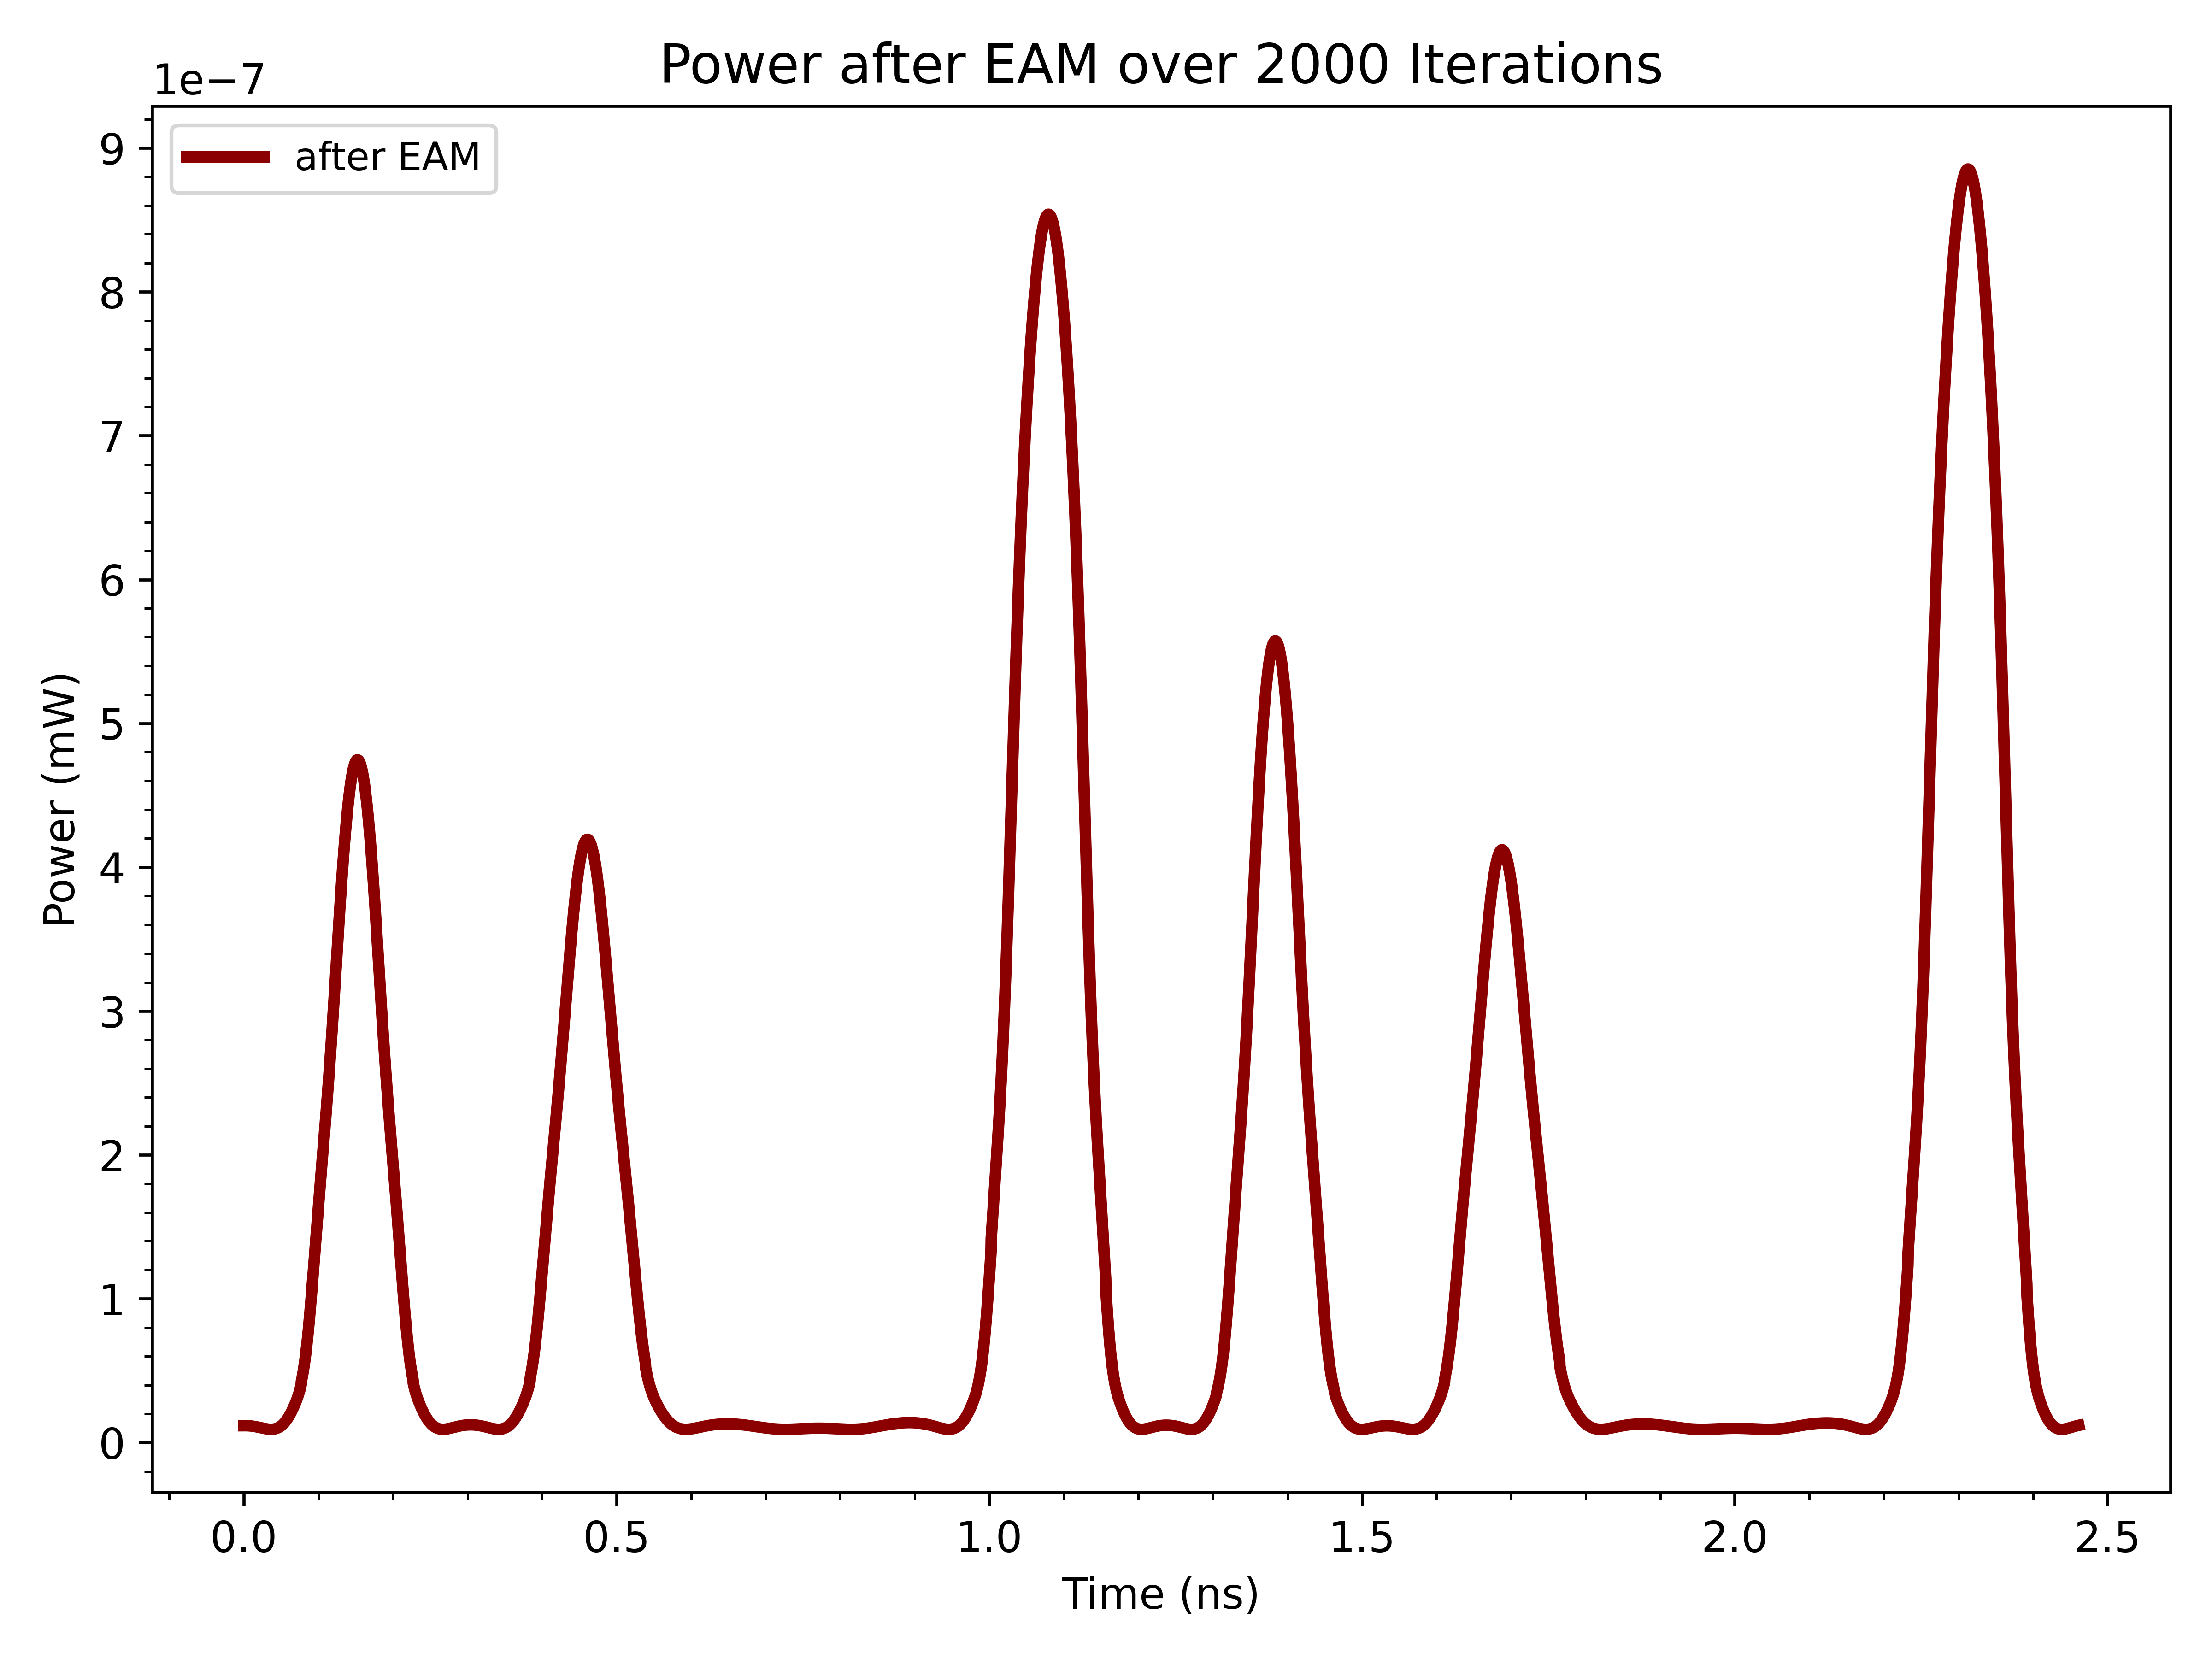 Power after EAM over 2000 Iterations
1e−7
after EAM
9
8
7
6
5
4
3
2
1
0
Power (mW)
0.0 0.5 1.0 1.5 2.0 2.5
Time (ns)